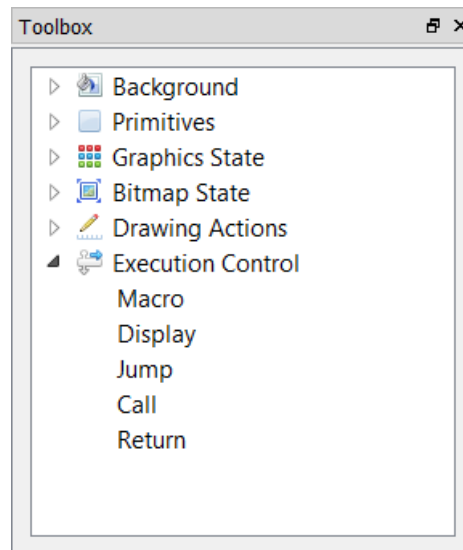 Toolbox
Background
Primitives
Graphics State
Bitmap State
Drawing Actions
Execution Control
Macro
Display
Jump
Call
Return